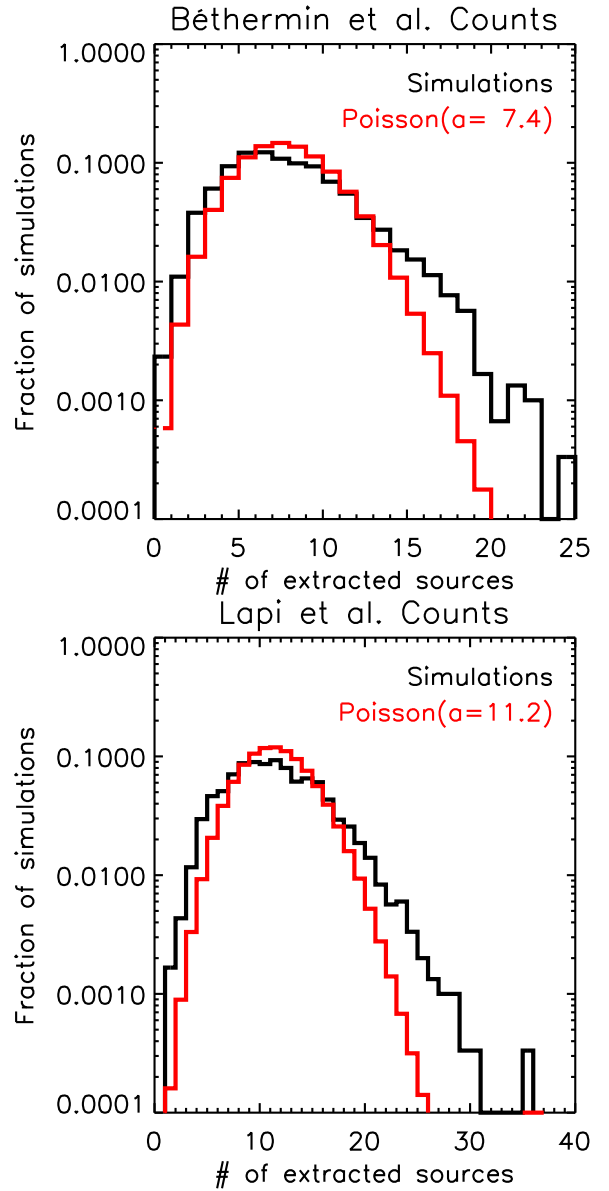 Béthermin et al. Counts
1.0000
0.1000
0.0100
0.0010
0.0001
Fraction of simulations
Simulations
Poisson(a= 7.4)
0 5 10 15 20 25
# of extracted sources
Lapi et al. Counts
1.0000
0.1000
0.0100
0.0010
0.0001
Fraction of simulations
Simulations
Poisson(a=11.2)
0 10 20 30 40
# of extracted sources